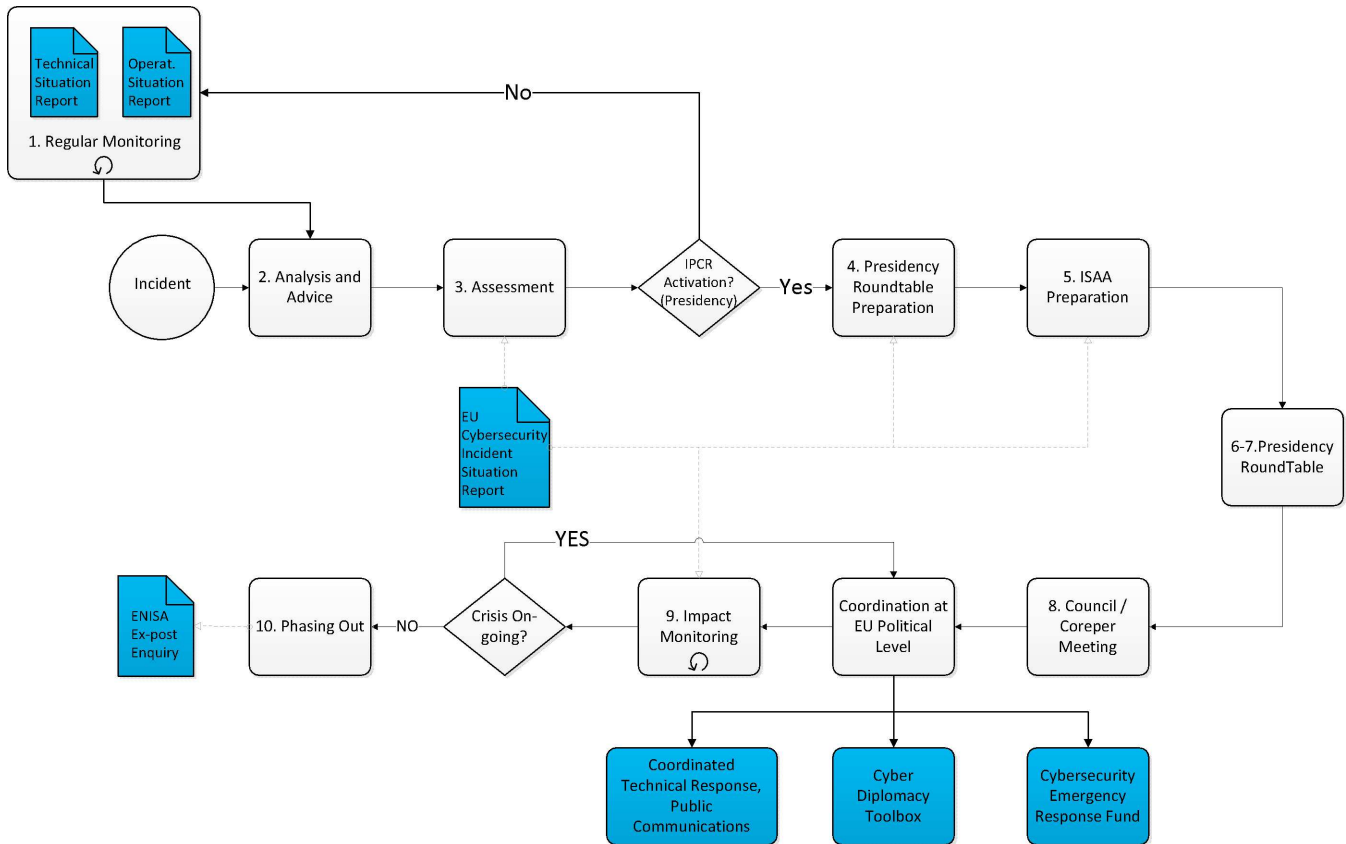 Technical
Situation
Report
Operat.
Situation
Report
1. Regular Monitoring
No
Incident
2. Analysis and
Advice
3. Assessment
IPCR
Activation?
(Presidency)
Yes
4. Presidency
Roundtable
Preparation
5. ISAA
Preparation
EU
Cybersecurity
Incident
Situation
Report
6-7.Presidency
RoundTable
YES
ENISA
Ex-post
Enquiry
10. Phasing Out
NO
Crisis On-
going?
9. Impact
Monitoring
Coordination at
EU Political
Level
8. Council /
Coreper
Meeting
Coordinated
Technical Response,
Public
Communications
Cyber
Diplomacy
Toolbox
Cybersecurity
Emergency
Response Fund